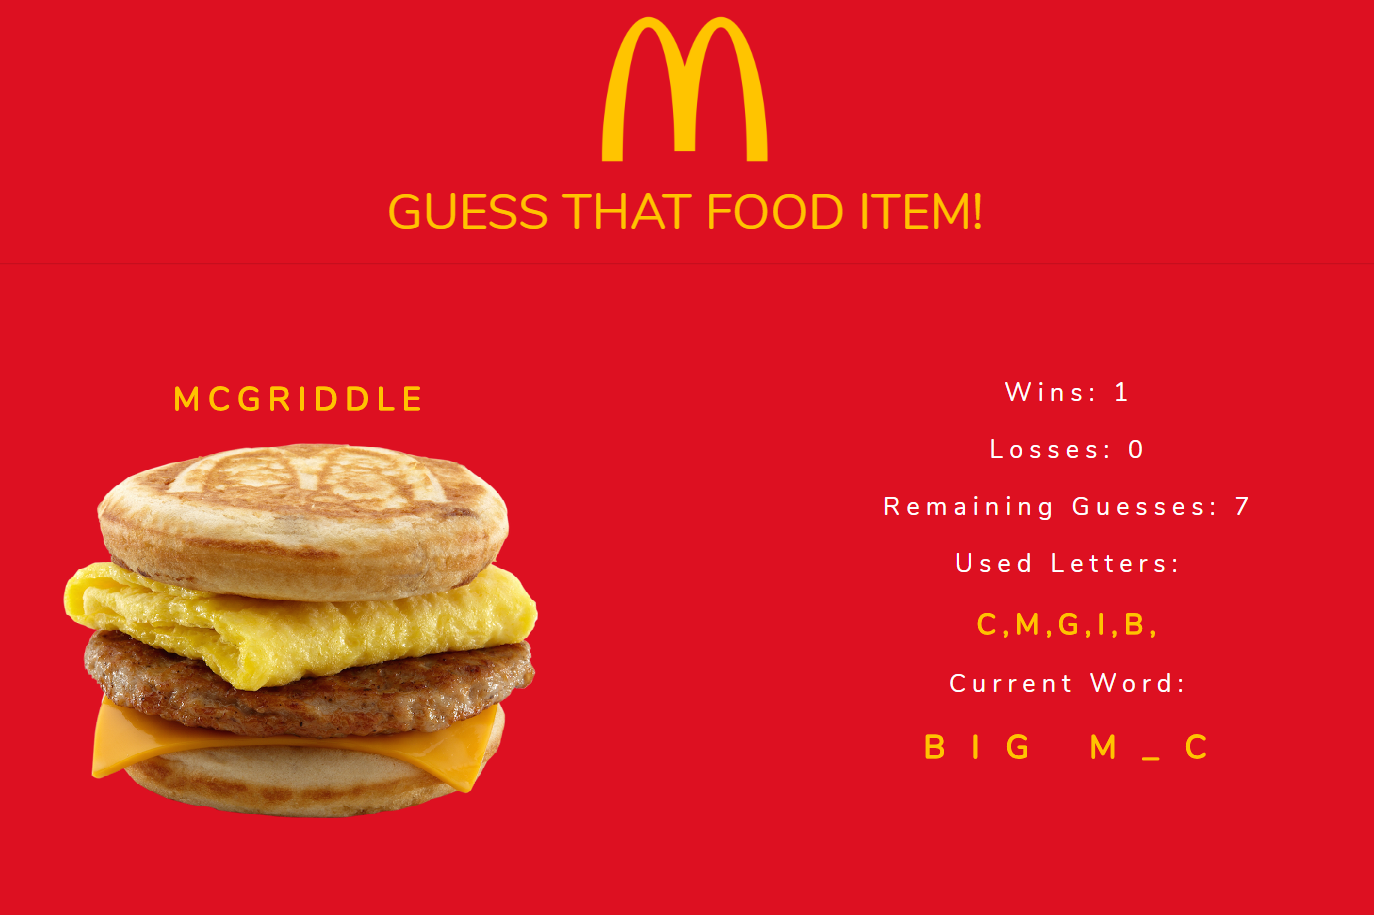 GUESS THAT FOOD ITEM!
MCGRIDDLE
Wins: 1
Losses: 0
Remaining Guesses: 7
Used Letters:
C,M,G,I,B,
Current Word:
B I G   M _ C